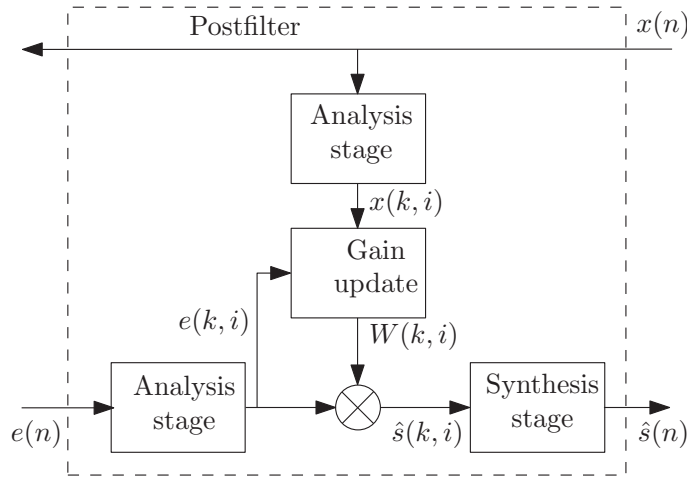 Postfilter
x(n)
Analysis
stage
x(k, i)
Gain
update
e(k, i)
W(k, i)
Analysis
stage
Synthesis
stage
e(n)
ŝ(k, i)
ŝ(n)